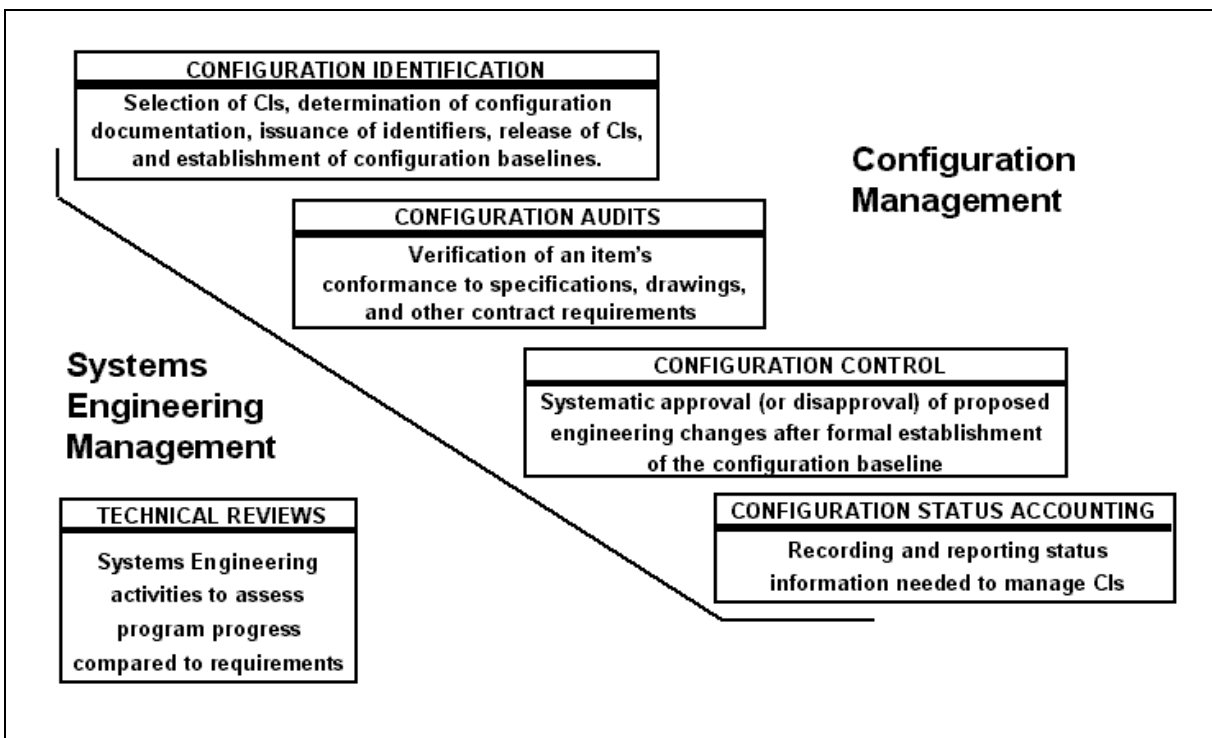 CONFIGURATION IDENTIFICATION
Selection of CIs, determination of configuration
documentation, issuance of identifiers, release of CIs,
and establishment of configuration baselines.
Configuration
Management
CONFIGURATION AUDITS
Verification of an item's
conformance to specifications, drawings,
and other contract requirements
Systems
Engineering
Management
CONFIGURATION CONTROL
Systematic approval (or disapproval) of proposed
engineering changes after formal establishment
of the configuration baseline
TECHNICAL REVIEWS
Systems Engineering
activities to assess
program progress
compared to requirements
CONFIGURATION STATUS ACCOUNTING
Recording and reporting status
information needed to manage CIs